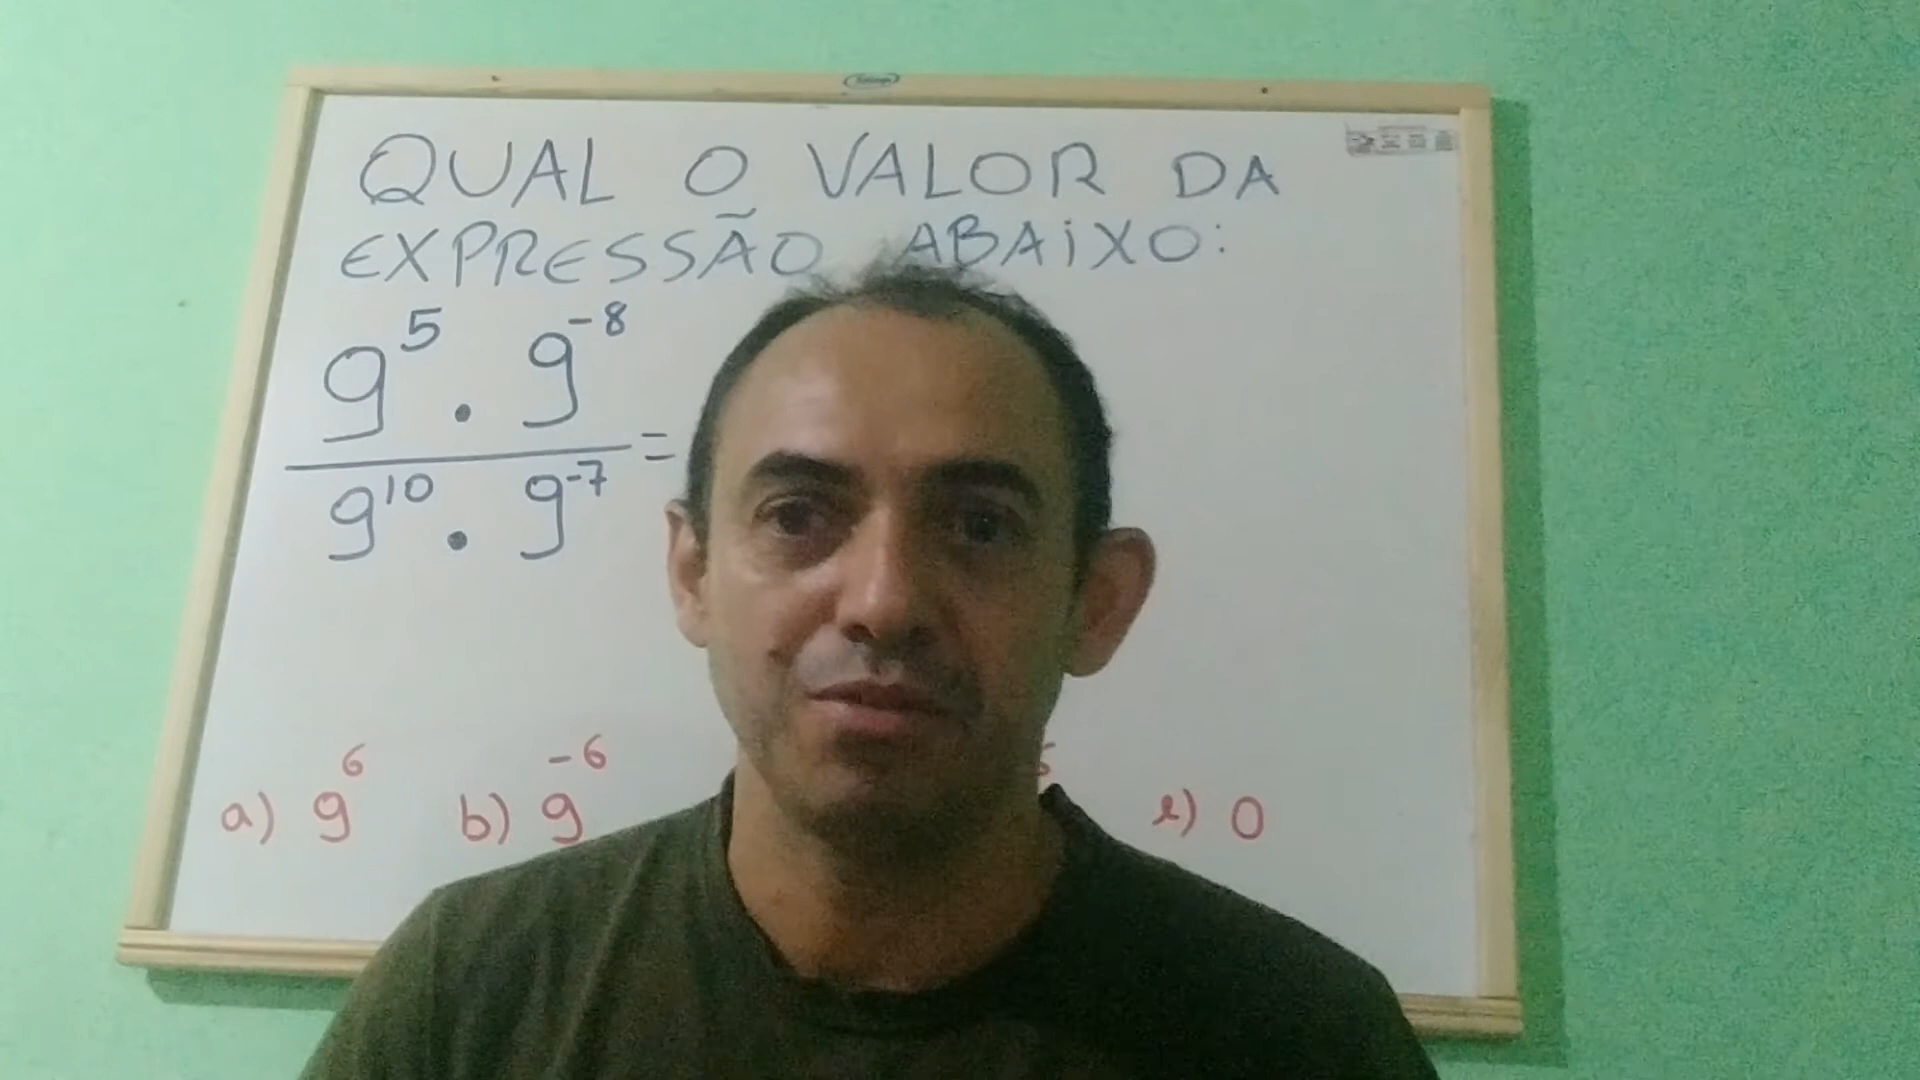 QUAL O VALOR DA
EXPRESSÃO ABAIXO:
9⁵ . 9⁻⁸
=
9¹⁰ . 9⁻⁷
a) 9⁶ b) 9⁻⁶ e) 0